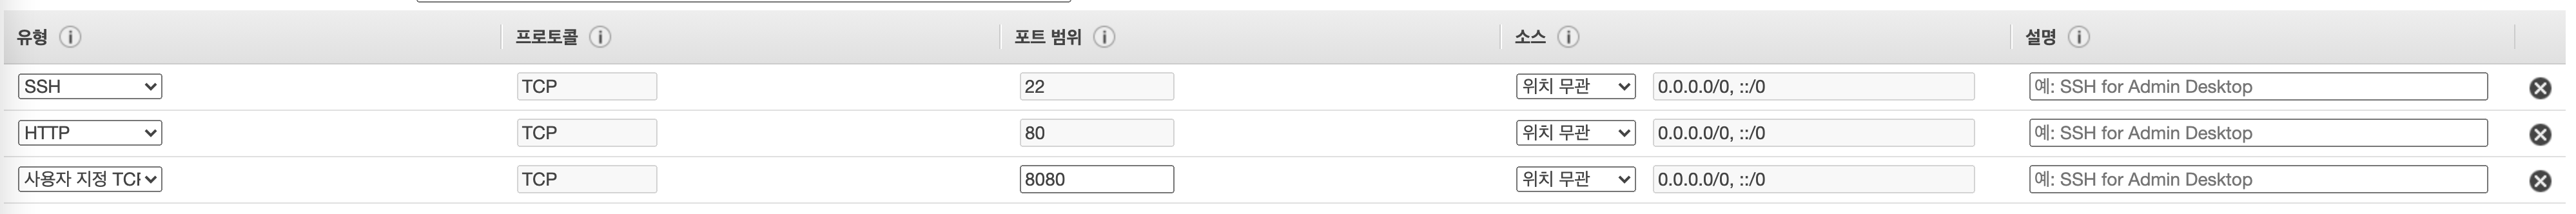 유형 프로토콜 포트 범위 소스 설명
SSH TCP 22 위치 무관 0.0.0.0/0, ::/0 예: SSH for Admin Desktop
HTTP TCP 80 위치 무관 0.0.0.0/0, ::/0 예: SSH for Admin Desktop
사용자 지정 TCP 8080 위치 무관 0.0.0.0/0, ::/0 예: SSH for Admin Desktop